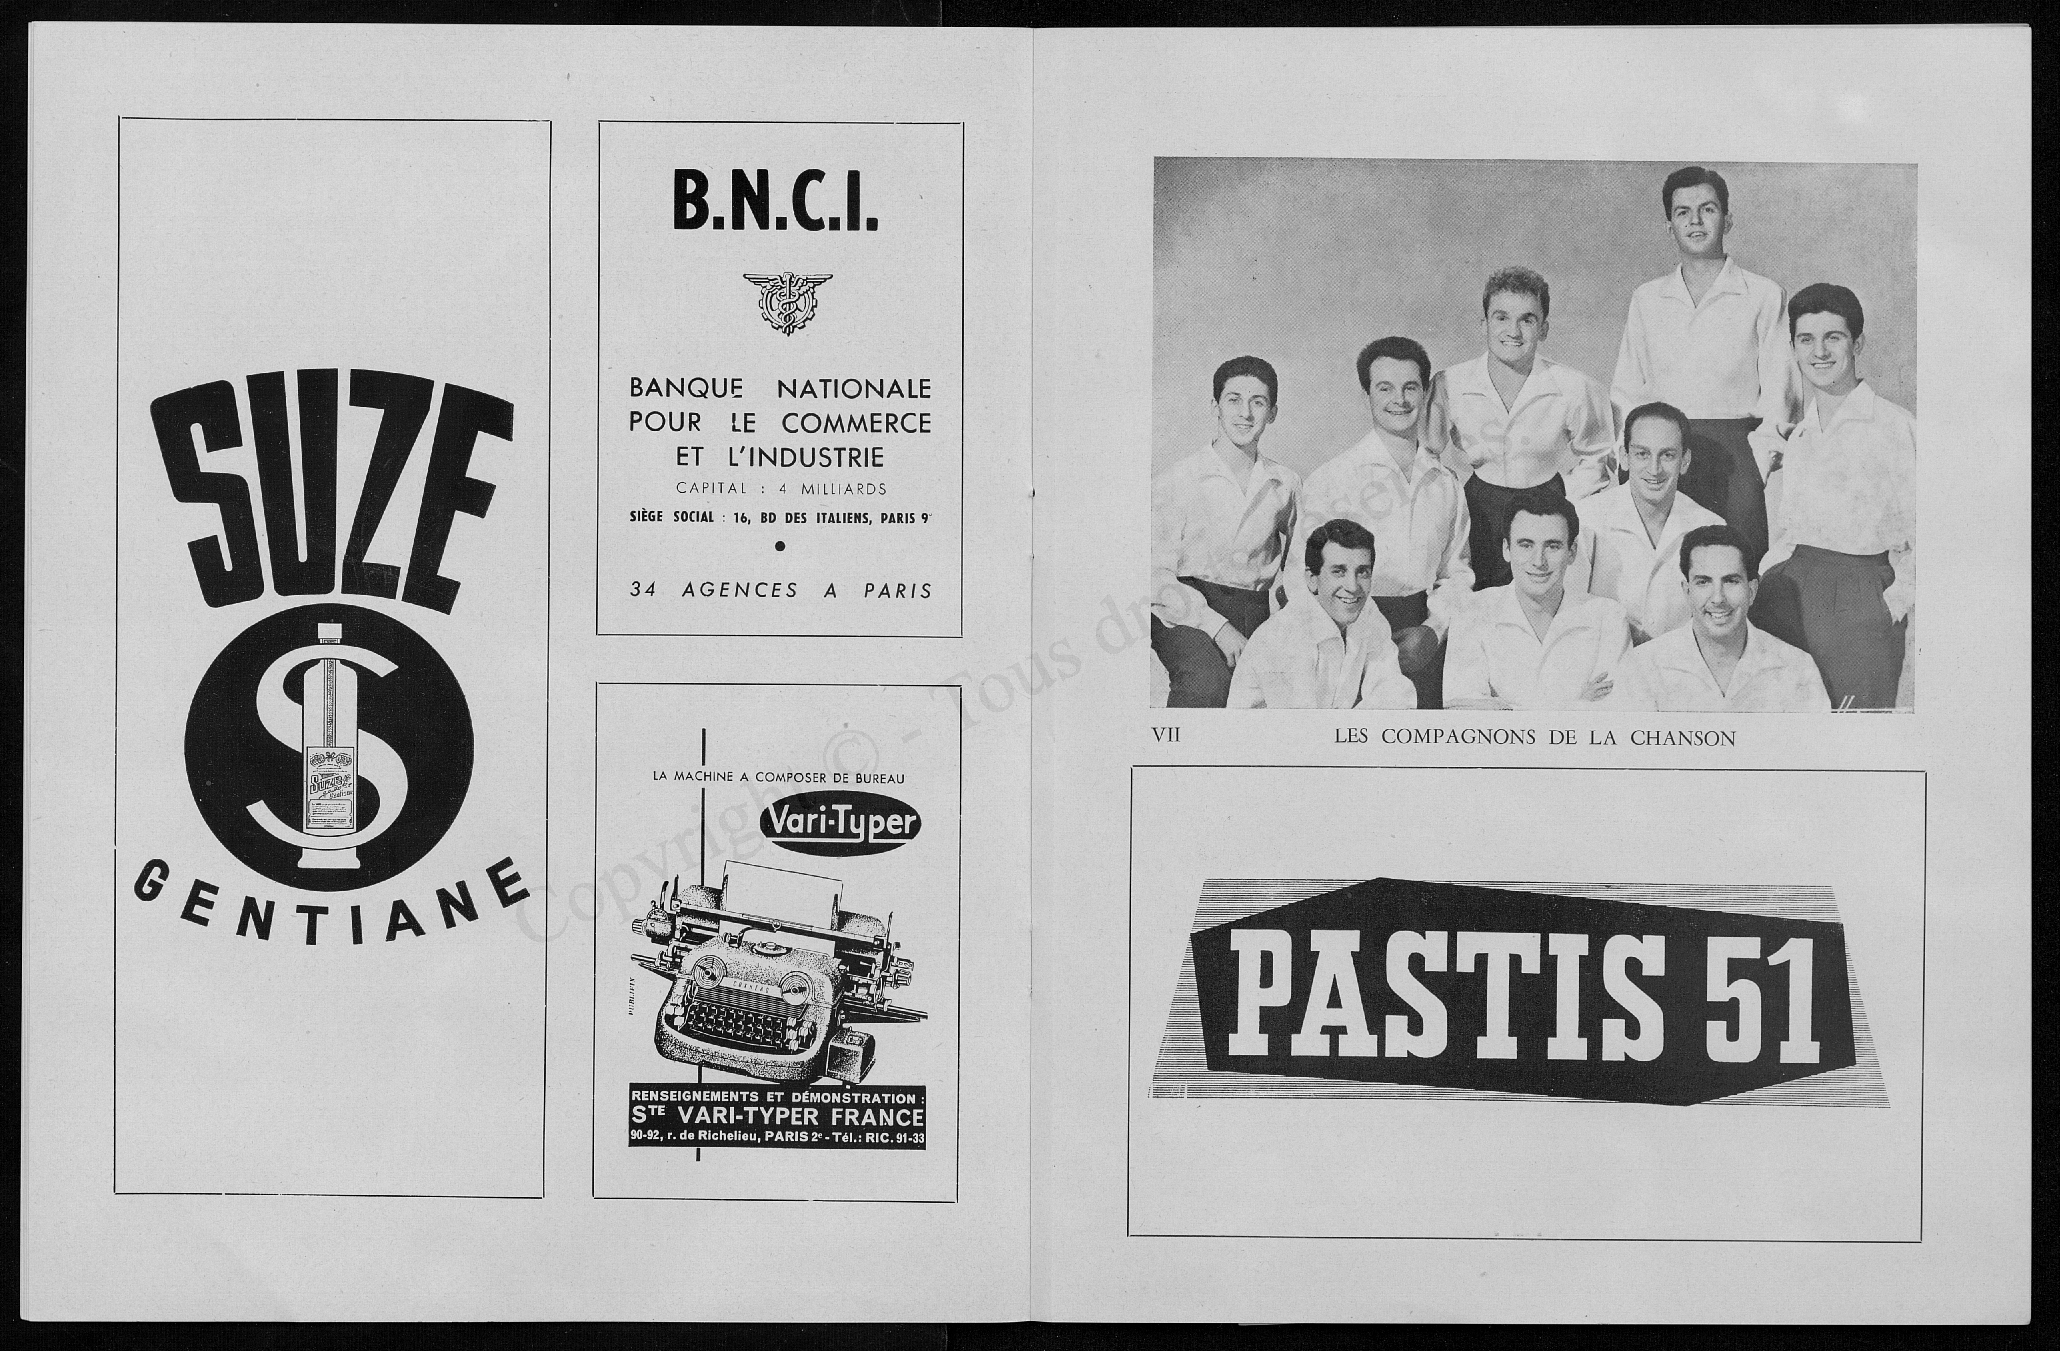 SUZE
GENTIANE
B.N.C.I.
BANQUE NATIONALE
POUR LE COMMERCE
ET L'INDUSTRIE
CAPITAL : 4 MILLIARDS
SIÈGE SOCIAL : 16, BD DES ITALIENS, PARIS 9e
34 AGENCES A PARIS
LA MACHINE A COMPOSER DE BUREAU
Vari-Typer
RENSEIGNEMENTS ET DÉMONSTRATION :
STE VARI-TYPER FRANCE
90-92, r. de Richelieu, PARIS 2e - Tél.: RIC. 91-33
VII LES COMPAGNONS DE LA CHANSON
PASTIS 51
Copyright © - Tous droits réservés.